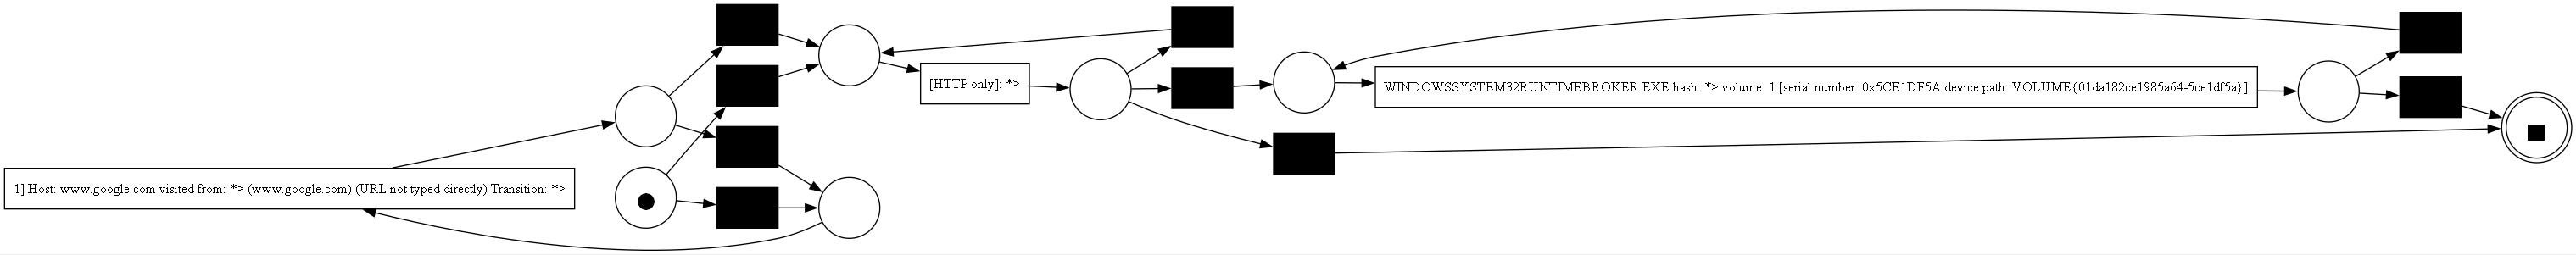 [HTTP only]: *>
WINDOWSSYSTEM32RUNTIMEBROKER.EXE hash: *> volume: 1 [serial number: 0x5CE1DF5A device path: VOLUME{01da182ce1985a64-5ce1df5a}]
1] Host: www.google.com visited from: *> (www.google.com) (URL not typed directly) Transition: *>